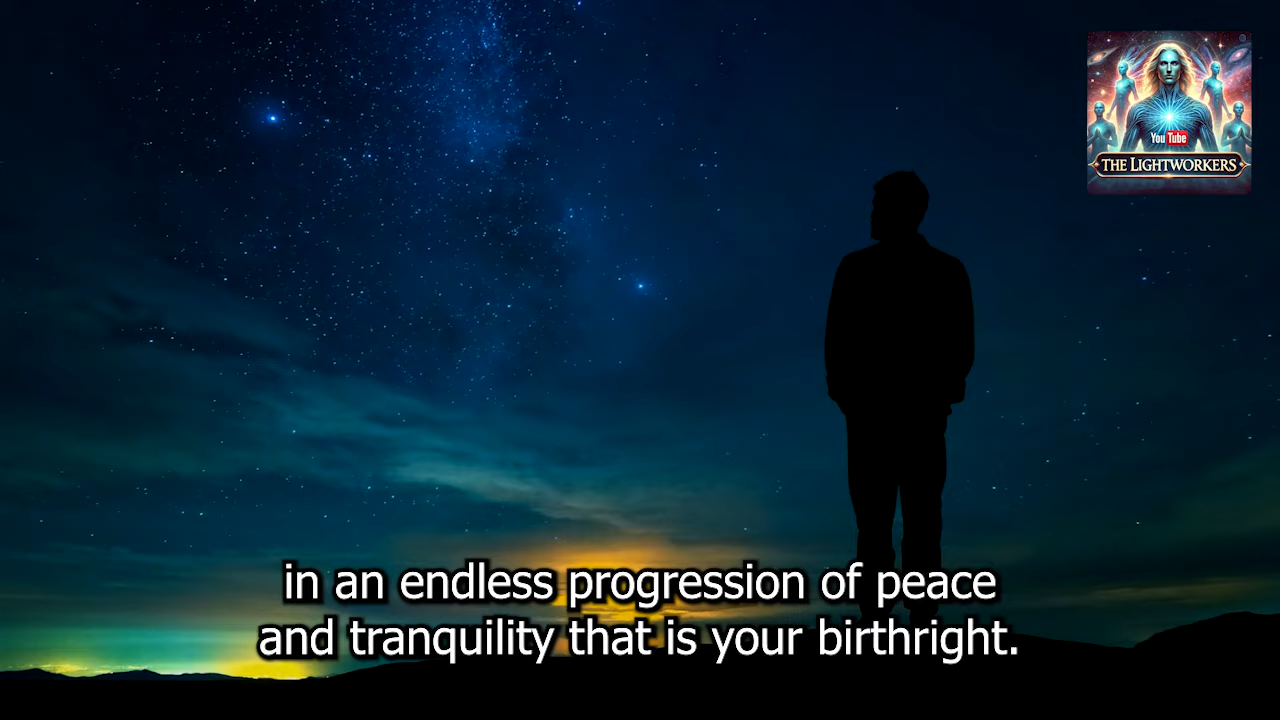 YouTube
THE LIGHTWORKERS
in an endless progression of peace
and tranquility that is your birthright.